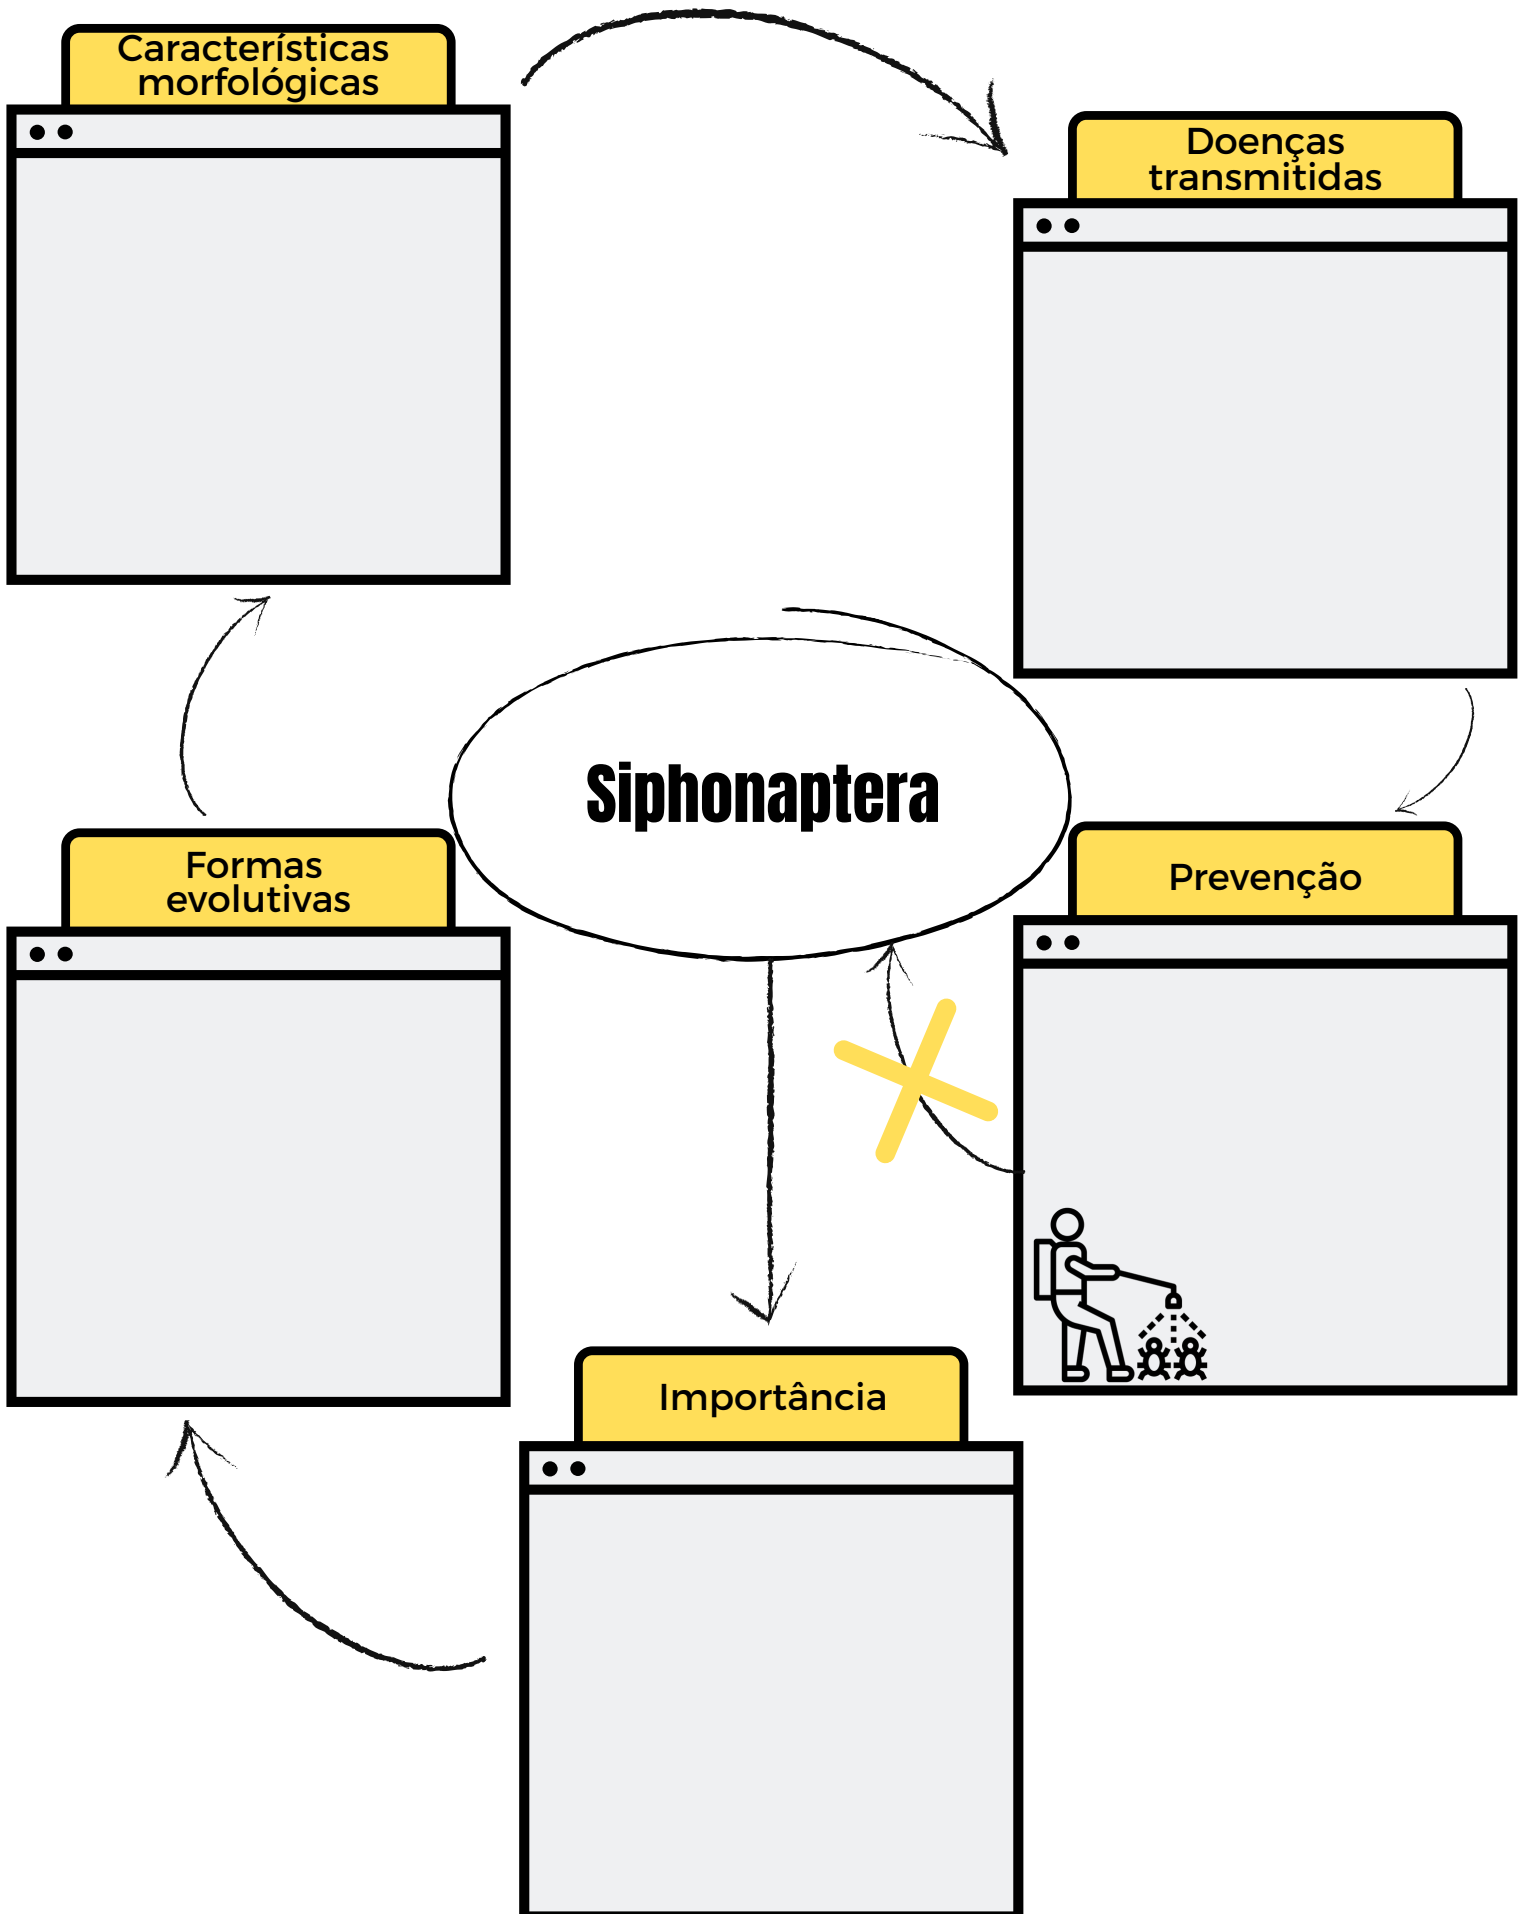 Características
morfológicas
Doenças
transmitidas
Siphonaptera
Formas
evolutivas
Prevenção
Importância